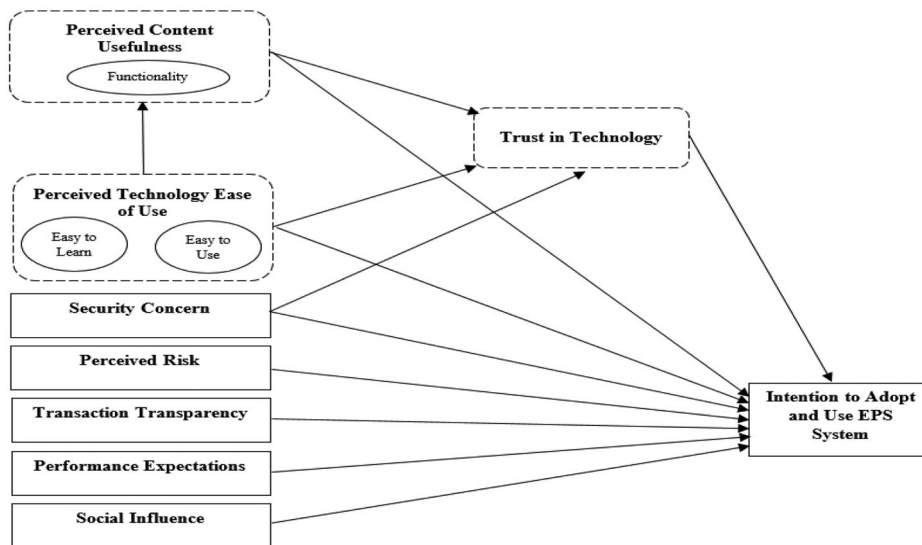 Perceived Content
Usefulness
Functionality
Trust in Technology
Perceived Technology Ease
of Use
Easy to
Learn
Easy to
Use
Security Concern
Perceived Risk
Transaction Transparency
Performance Expectations
Social Influence
Intention to Adopt
and Use EPS
System